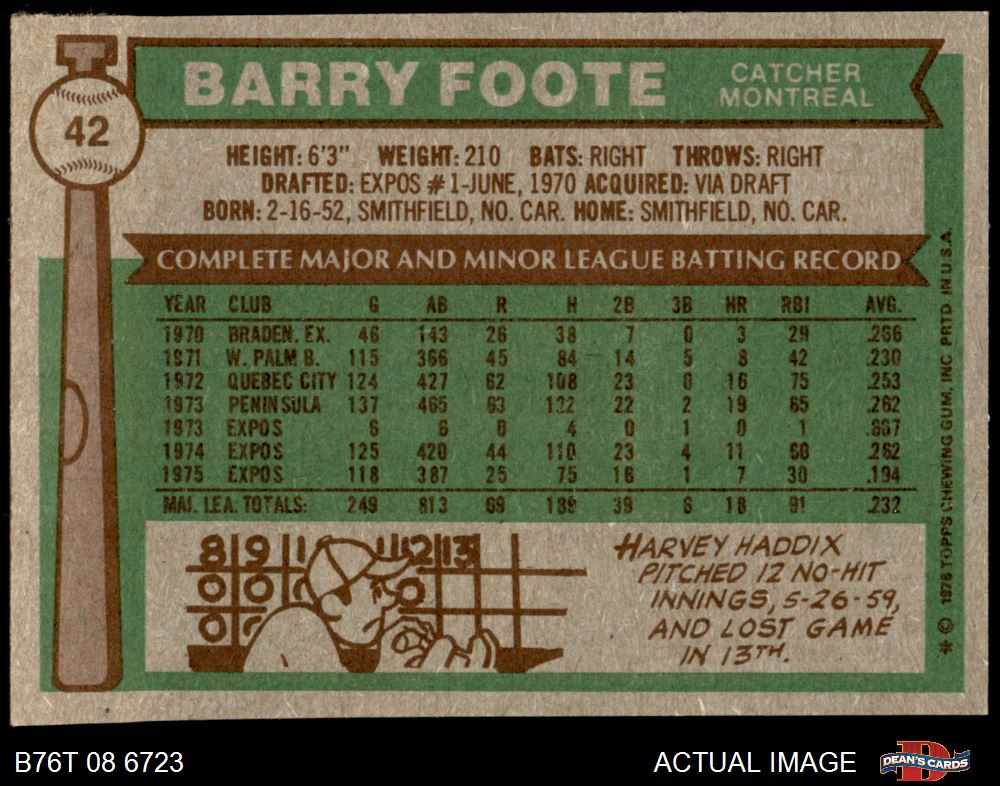 BARRY FOOTE
CATCHER
MONTREAL
42
HEIGHT: 6'3" WEIGHT: 210 BATS: RIGHT THROWS: RIGHT
DRAFTED: EXPOS #1-JUNE, 1970 ACQUIRED: VIA DRAFT
BORN: 2-16-52, SMITHFIELD, NO. CAR. HOME: SMITHFIELD, NO. CAR.
COMPLETE MAJOR AND MINOR LEAGUE BATTING RECORD
YEAR CLUB G AB R H 2B 3B HR RBI AVG.
1970 BRADEN. EX. 46 143 26 38 7 0 3 29 .266
1971 W. PALM B. 115 366 45 84 14 5 8 42 .230
1972 QUEBEC CITY 124 427 62 108 23 0 16 75 .253
1973 PENINSULA 137 465 63 122 22 2 19 65 .262
1973 EXPOS 6 6 0 4 0 1 0 1 .667
1974 EXPOS 125 420 44 110 23 4 11 60 .262
1975 EXPOS 118 387 25 75 16 1 7 30 .194
MAJ. LEA. TOTALS: 249 813 69 189 39 6 18 91 .232
8 9 1 11 12 13
0 0 0
0 0
HARVEY HADDIX
PITCHED 12 NO-HIT
INNINGS, 5-26-59,
AND LOST GAME
IN 13TH.
* © 1976 TOPPS CHEWING GUM, INC. PRTD. IN U.S.A.
B76T 08 6723
ACTUAL IMAGE
D
DEAN'S CARDS